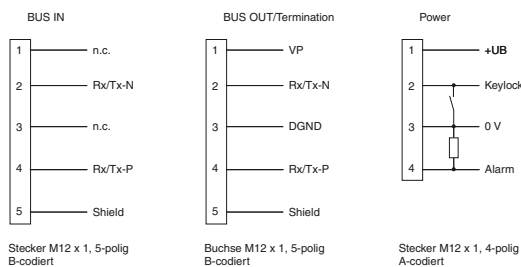 BUS IN
1 n.c.
2 Rx/Tx-N
3 n.c.
4 Rx/Tx-P
5 Shield
Stecker M12 x 1, 5-polig
B-codiert
BUS OUT/Termination
1 VP
2 Rx/Tx-N
3 DGND
4 Rx/Tx-P
5 Shield
Buchse M12 x 1, 5-polig
B-codiert
Power
1 +UB
2 Keylock
3 0 V
4 Alarm
Stecker M12 x 1, 4-polig
A-codiert